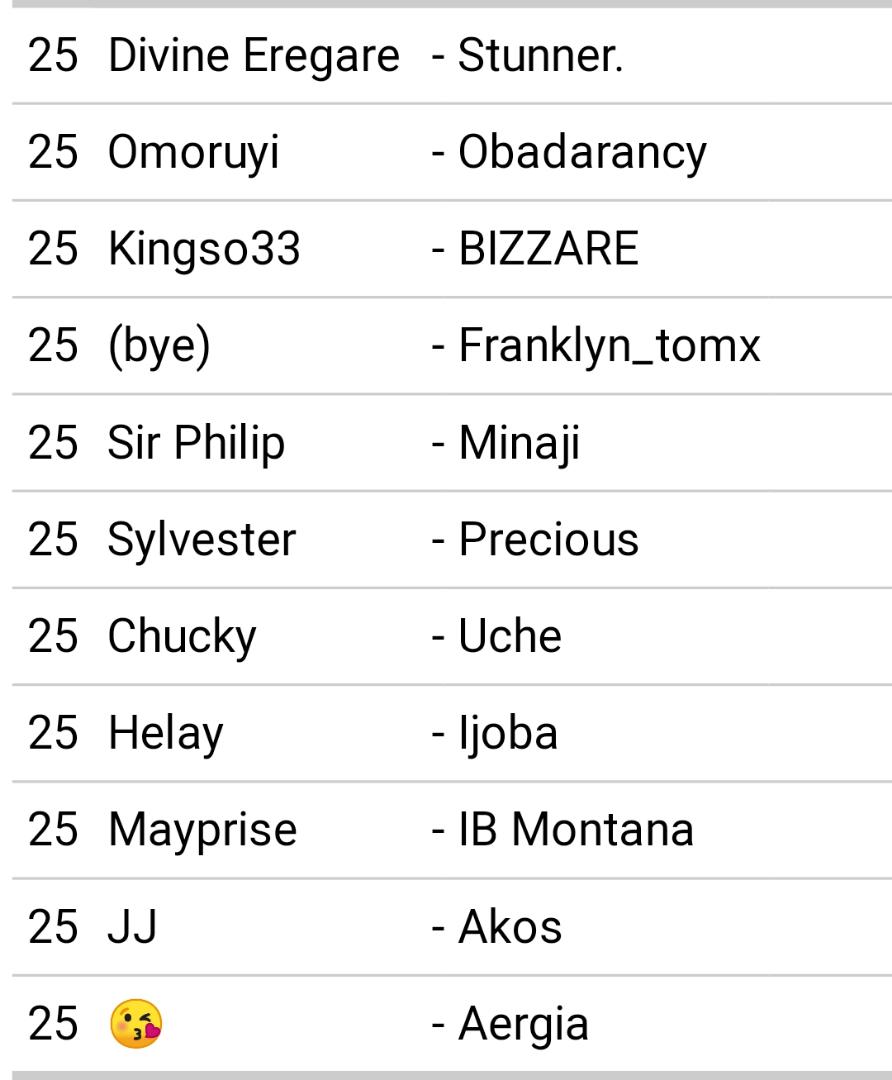 25 Divine Eregare - Stunner.
25 Omoruyi - Obadarancy
25 Kingso33 - BIZZARE
25 (bye) - Franklyn_tomx
25 Sir Philip - Minaji
25 Sylvester - Precious
25 Chucky - Uche
25 Helay - Ijoba
25 Mayprise - IB Montana
25 JJ - Akos
25 😘 - Aergia